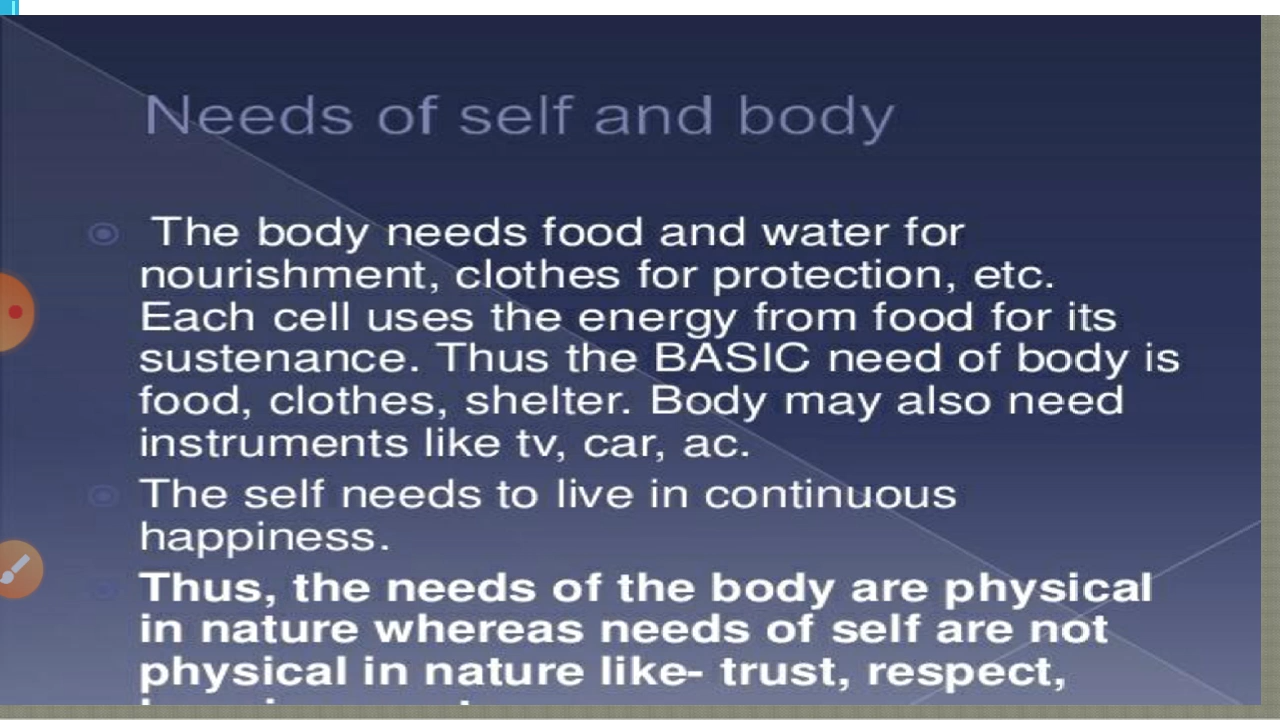 Needs of self and body
The body needs food and water for
nourishment, clothes for protection, etc.
Each cell uses the energy from food for its
sustenance. Thus the BASIC need of body is
food, clothes, shelter. Body may also need
instruments like tv, car, ac.
The self needs to live in continuous
happiness.
Thus, the needs of the body are physical
in nature whereas needs of self are not
physical in nature like- trust, respect,